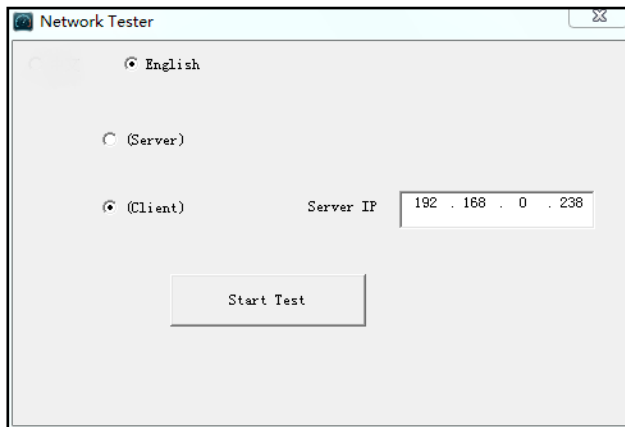 Network Tester
English
(Server)
(Client) Server IP 192 . 168 . 0 . 238
Start Test